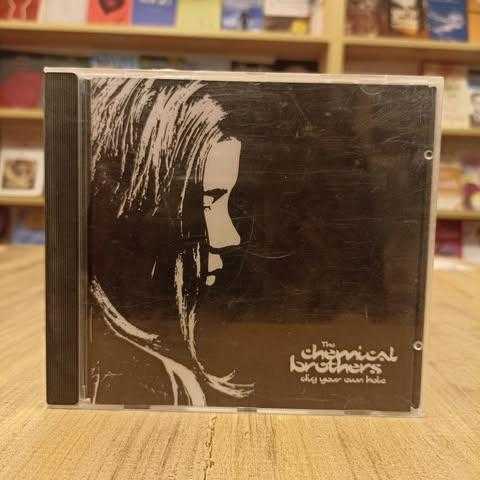 The
chemical
brothers
dig your own hole